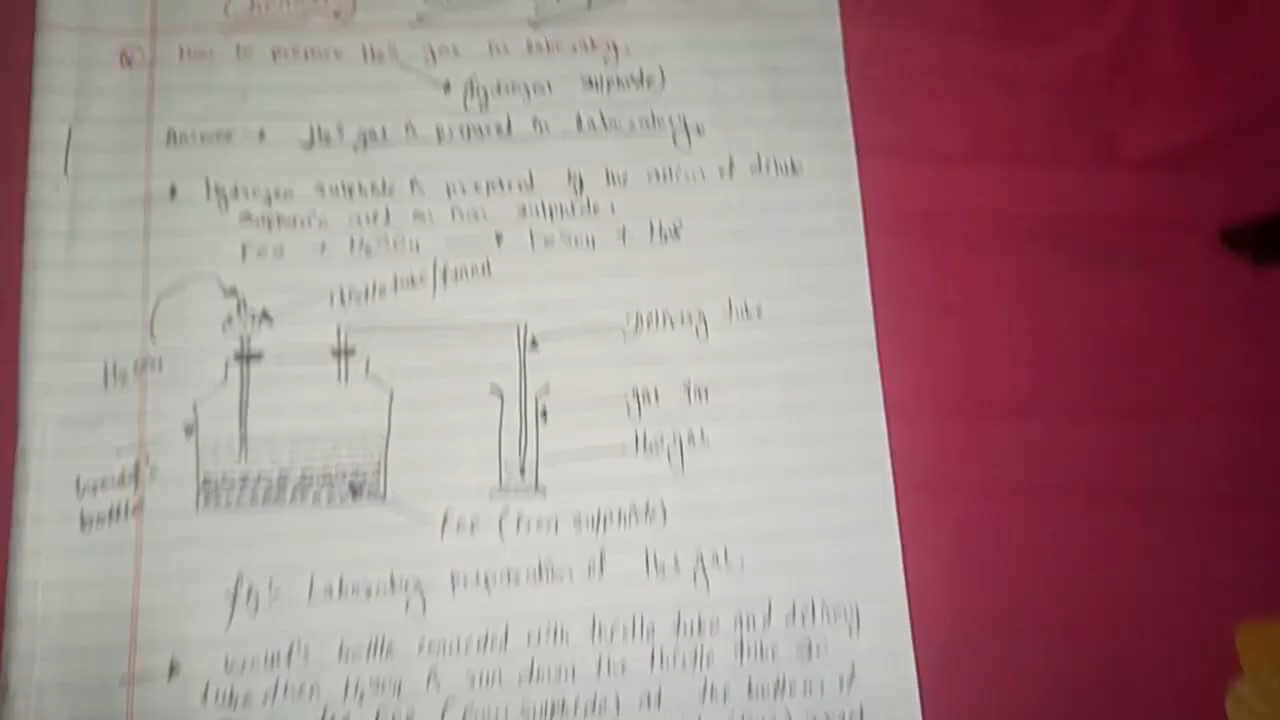 (Chemistry)
Q) How to prepare H₂S gas in laboratory.
(Hydrogen sulphide)
Answer → H₂S gas is prepared in laboratory.
Hydrogen sulphide is prepared by the action of dilute
sulphuric acid on iron sulphide.
FeS + H₂SO₄ → FeSO₄ + H₂S
Thistle tube/funnel
Delivery tube
H₂SO₄
gas Jar
H₂S gas
bottle
FeS (Iron sulphide)
fig: Laboratory preparation of H₂S gas.
bottle connected with thistle tube and delivery
tube then H₂SO₄ is run down the thistle tube on
the FeS (Iron sulphide) at the bottom of